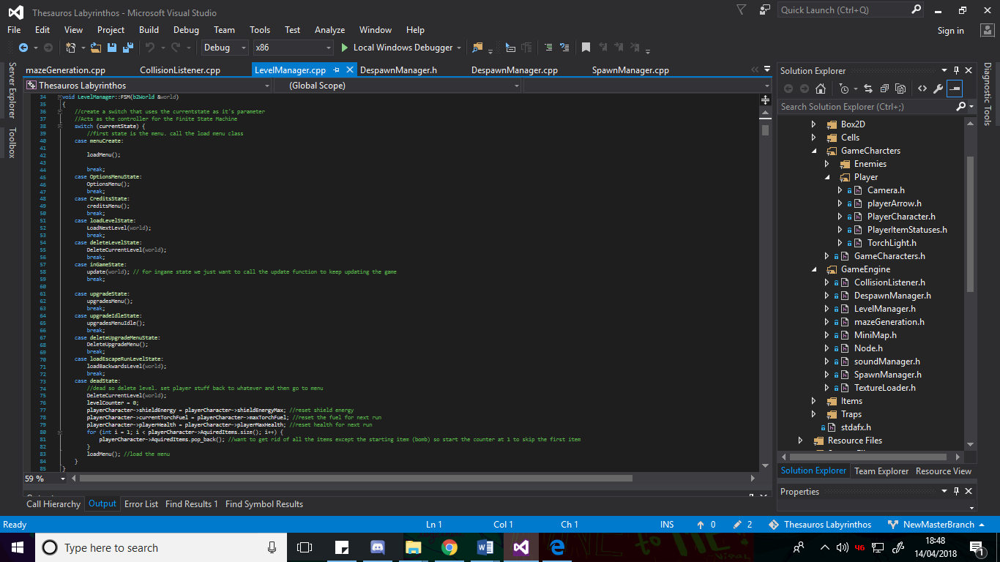 Thesauros Labyrinthos - Microsoft Visual Studio
Quick Launch (Ctrl+Q)
File Edit View Project Build Debug Team Tools Test Analyze Window Help
Sign in
Debug x86 Local Windows Debugger
Server Explorer
Toolbox
mazeGeneration.cpp CollisionListener.cpp LevelManager.cpp DespawnManager.h DespawnManager.cpp SpawnManager.cpp
Thesauros Labyrinthos (Global Scope)
34 void LevelManager::FSM(b2World &world)
35 {
36 //create a switch that uses the currentstate as it's parameter
37 //Acts as the controller for the Finite State Machine
38 switch (currentState) {
39 //first state is the menu. call the load menu class
40 case menuCreate:
41
42 loadMenu();
43
44 break;
45 case OptionsMenuState:
46 OptionsMenu();
47 break;
48 case CreditsState:
49 creditsMenu();
50 break;
51 case loadLevelState:
52 LoadNextLevel(world);
53 break;
54 case deleteLevelState:
55 DeleteCurrentLevel(world);
56 break;
57 case inGameState:
58 update(world); // for ingame state we just want to call the update function to keep updating the game
59 break;
60
61 case upgradeState:
62 upgradesMenu();
63 break;
64 case upgradeIdleState:
65 upgradesMenuIdle();
66 break;
67 case deleteUpgradeMenuState:
68 DeleteUpgradeMenu();
69 break;
70 case loadEscapeRunLevelState:
71 loadBackwardsLevel(world);
72 break;
73 case deadState:
74 //dead so delete level. set player stuff back to whatever and then go to menu
75 DeleteCurrentLevel(world);
76 levelCounter = 0;
77 playerCharacter->shieldEnergy = playerCharacter->shieldEnergyMax; //reset shield energy
78 playerCharacter->currentTorchFuel = playerCharacter->maxTorchFuel; //reset the fuel for next run
79 playerCharacter->playerHealth = playerCharacter->playerMaxHealth; //reset health for next run
80 for (int i = 1; i < playerCharacter->AquiredItems.size(); i++) {
81 playerCharacter->AquiredItems.pop_back(); //want to get rid of all the items except the starting item (bomb) so start the counter at 1 to skip the first item
82 }
83 loadMenu(); //load the menu
84 }
85 }
59 %
Call Hierarchy Output Error List Find Results 1 Find Symbol Results
Solution Explorer
Search Solution Explorer (Ctrl+;)
Box2D
Cells
GameCharcters
Enemies
Player
Camera.h
playerArrow.h
PlayerCharacter.h
PlayerItemStatuses.h
TorchLight.h
GameCharacters.h
GameEngine
CollisionListener.h
DespawnManager.h
LevelManager.h
mazeGeneration.h
MiniMap.h
Node.h
soundManager.h
SpawnManager.h
TextureLoader.h
Items
Traps
stdafx.h
Resource Files
Solution Explorer Team Explorer Resource View
Properties
Diagnostic Tools
Ready Ln 1 Col 1 Ch 1 INS 0 2 Thesauros Labyrinthos NewMasterBranch
Type here to search
18:48
14/04/2018